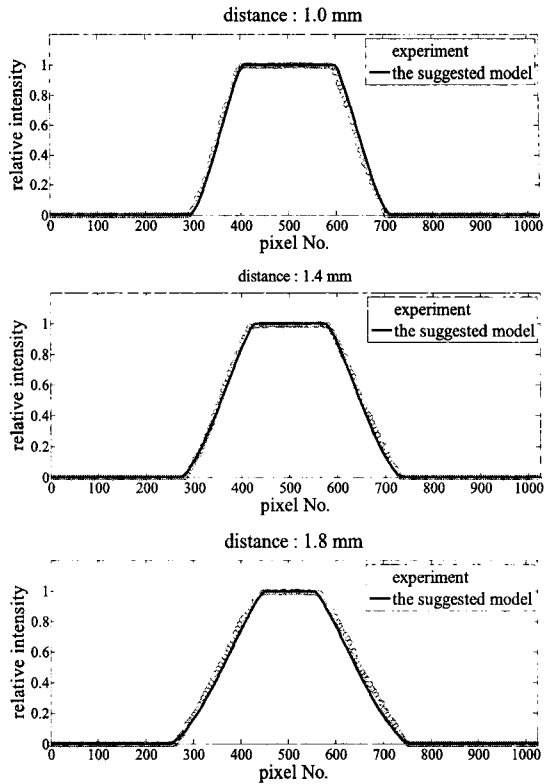 distance : 1.0 mm
experiment
the suggested model
relative intensity
1
0.8
0.6
0.4
0.2
0
0 100 200 300 400 500 600 700 800 900 1000
pixel No.
distance : 1.4 mm
experiment
the suggested model
relative intensity
1
0.8
0.6
0.4
0.2
0
0 100 200 300 400 500 600 700 800 900 1000
pixel No.
distance : 1.8 mm
experiment
the suggested model
relative intensity
1
0.8
0.6
0.4
0.2
0
0 100 200 300 400 500 600 700 800 900 1000
pixel No.